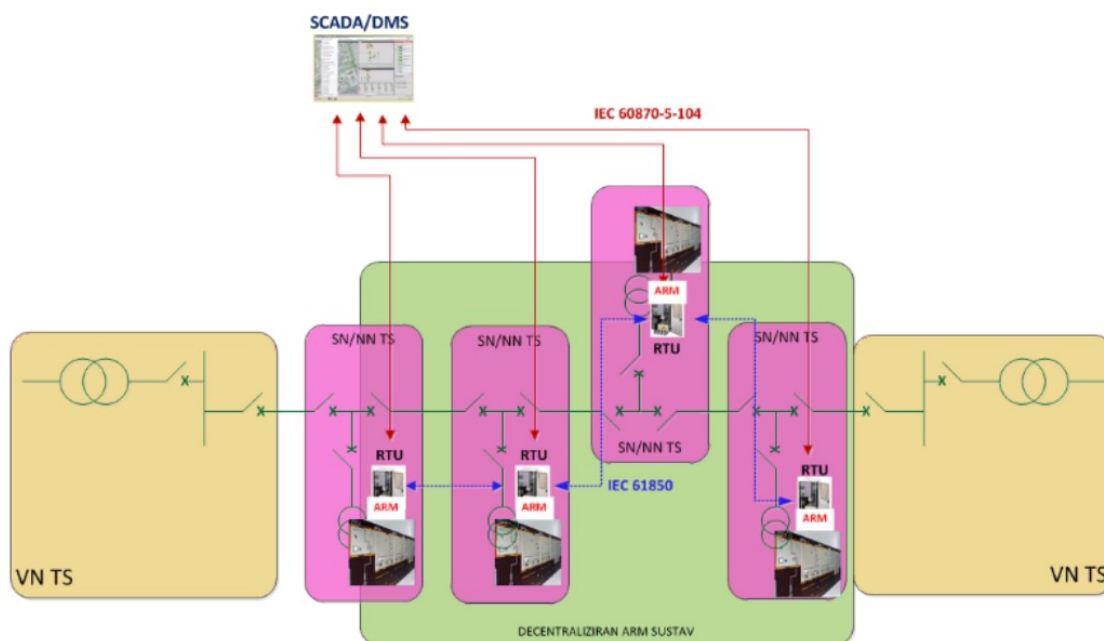 SCADA/DMS
IEC 60870-5-104
ARM
RTU
SN/NN TS
SN/NN TS
SN/NN TS
SN/NN TS
RTU
ARM
RTU
ARM
IEC 61850
RTU
ARM
VN TS
VN TS
DECENTRALIZIRAN ARM SUSTAV